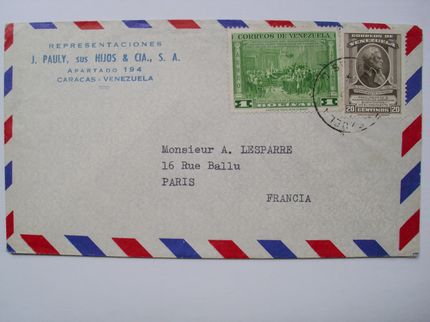 REPRESENTACIONES
J. PAULY, SUS HIJOS & CIA., S. A.
APARTADO 194
CARACAS - VENEZUELA
CORREOS DE VENEZUELA
1 BOLIVAR 1
CORREOS DE
VENEZUELA
20 CENTIMOS 20
Monsieur A. LESPARRE
16 Rue Ballu
PARIS
FRANCIA